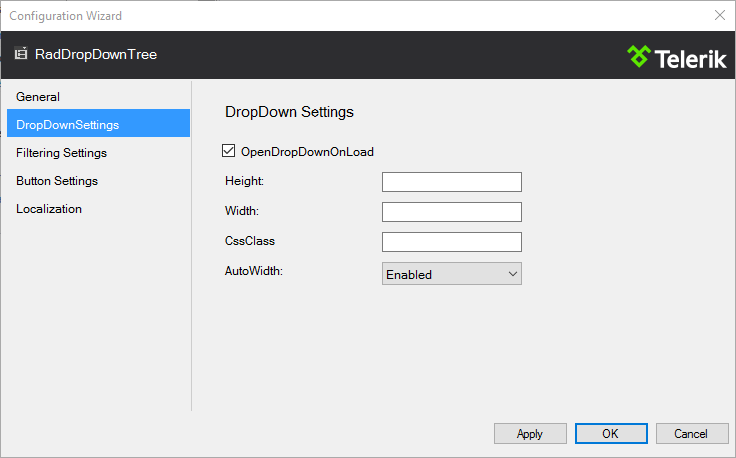 Configuration Wizard
RadDropDownTree
Telerik
General
DropDownSettings
Filtering Settings
Button Settings
Localization
DropDown Settings
OpenDropDownOnLoad
Height:
Width:
CssClass
AutoWidth: Enabled
Apply OK Cancel